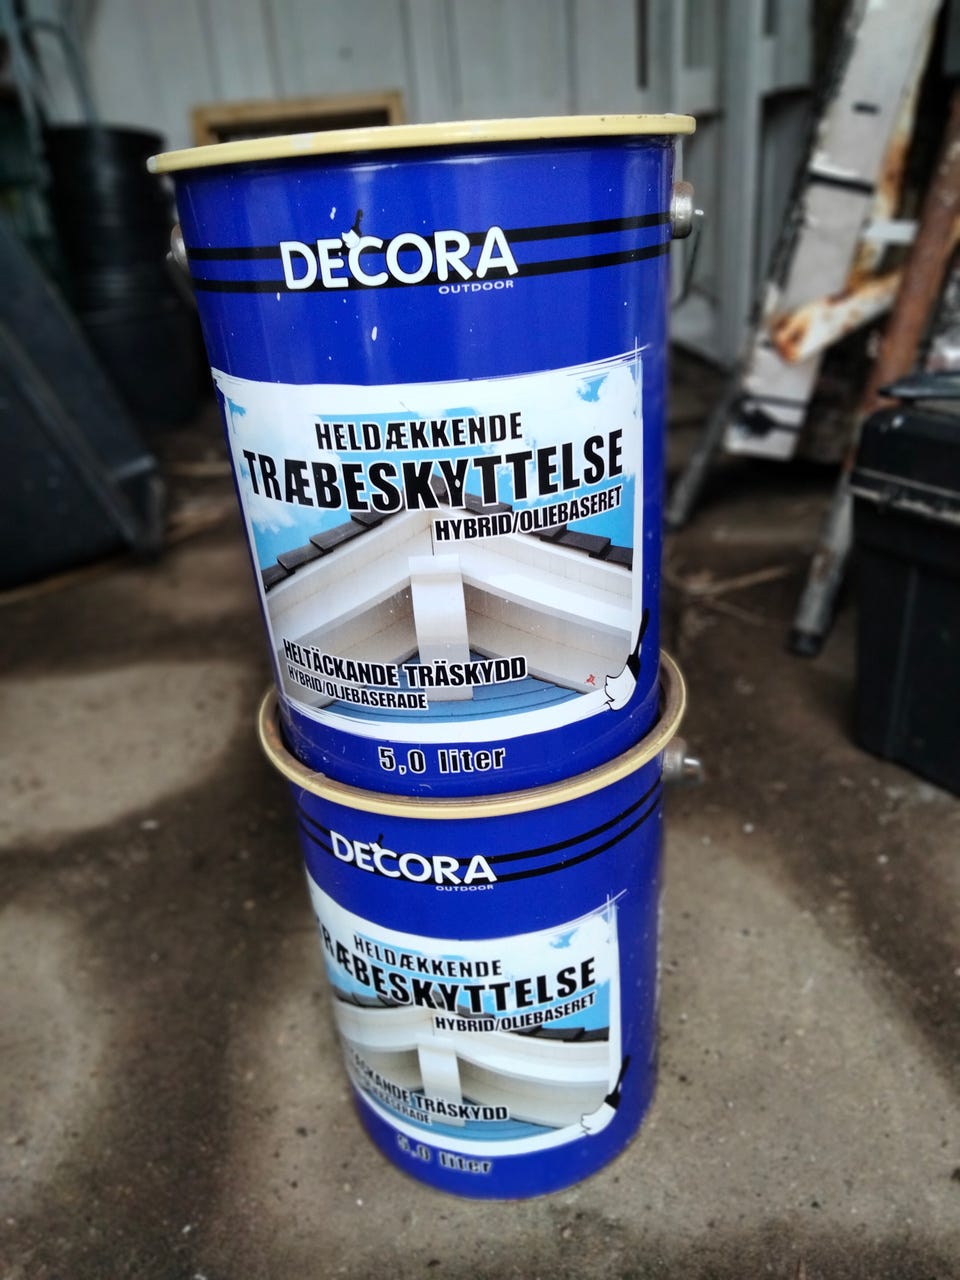 DECORA
OUTDOOR
HELDÆKKENDE
TRÆBESKYTTELSE
HYBRID/OLIEBASERET
HELTÄCKANDE TRÄSKYDD
HYBRID/OLJEBASERADE
5,0 liter
DECORA
OUTDOOR
HELDÆKKENDE
TRÆBESKYTTELSE
HYBRID/OLIEBASERET
TRÄSKYDD
5,0 liter